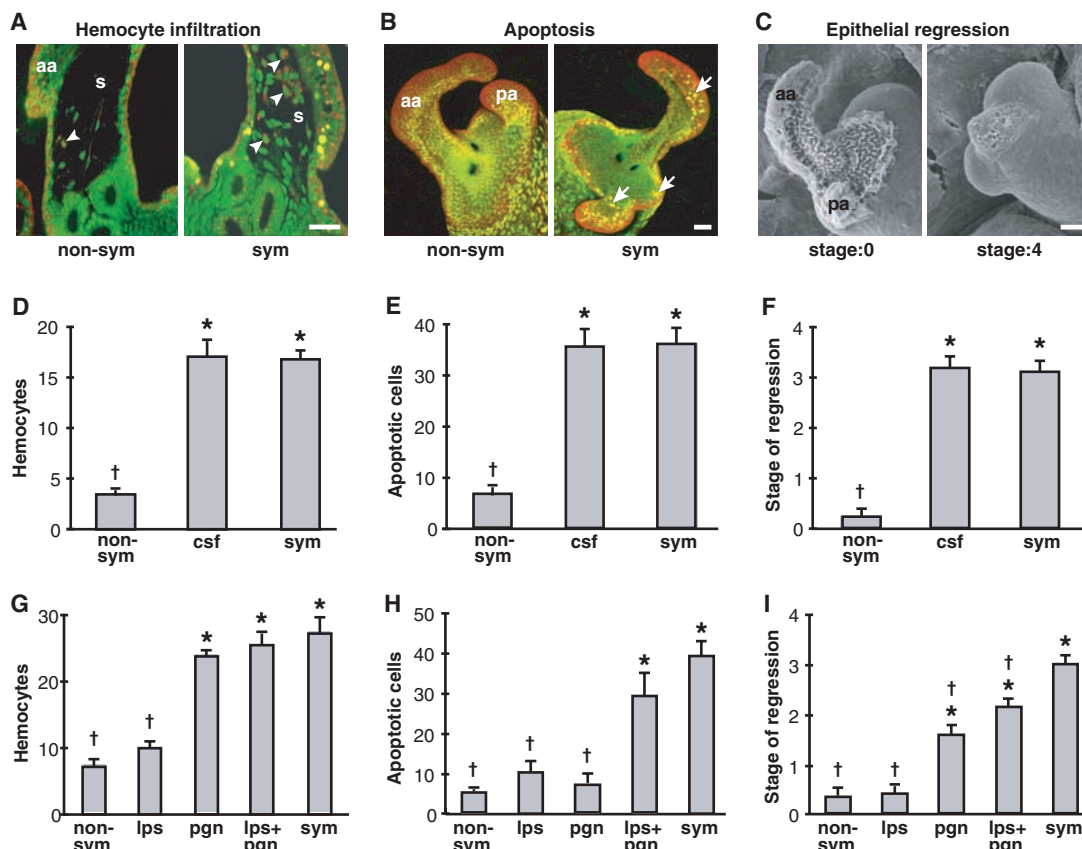 A Hemocyte infiltration
aa
s
s
non-sym
sym
B Apoptosis
aa
pa
non-sym
sym
C Epithelial regression
aa
pa
stage:0
stage:4
D
Hemocytes
20
15
10
5
0
†
*
*
non-sym
csf
sym
E
Apoptotic cells
40
30
20
10
0
†
*
*
non-sym
csf
sym
F
Stage of regression
4
3
2
1
0
†
*
*
non-sym
csf
sym
G
Hemocytes
30
20
10
0
†
†
*
*
*
non-sym
lps
pgn
lps+
pgn
sym
H
Apoptotic cells
50
40
30
20
10
0
†
†
†
*
*
non-sym
lps
pgn
lps+
pgn
sym
I
Stage of regression
4
3
2
1
0
†
†
†
*
†
*
*
non-sym
lps
pgn
lps+
pgn
sym